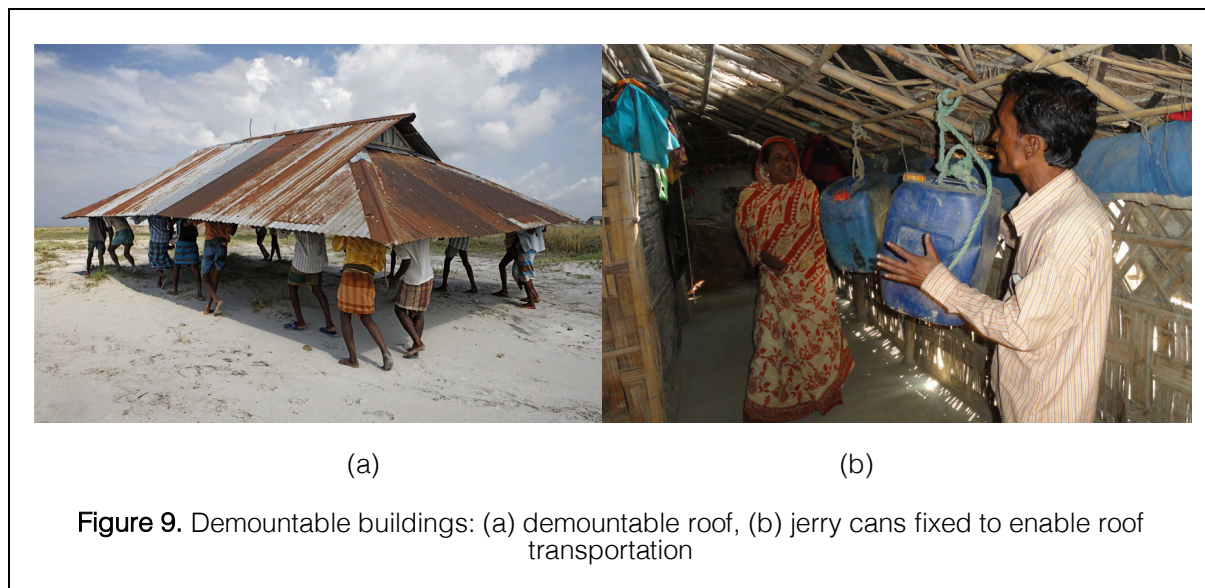 (a)
(b)
Figure 9. Demountable buildings: (a) demountable roof, (b) jerry cans fixed to enable roof
transportation